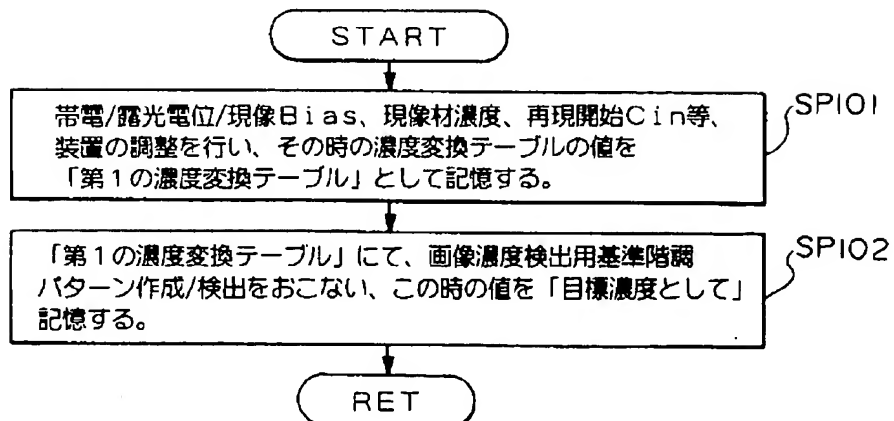 START
帯電/露光電位/現像Bias、現像材濃度、再現開始Cin等、
装置の調整を行い、その時の濃度変換テーブルの値を
「第1の濃度変換テーブル」として記憶する。
SP101
「第1の濃度変換テーブル」にて、画像濃度検出用基準階調
パターン作成/検出をおこない、この時の値を「目標濃度として」
記憶する。
SP102
RET